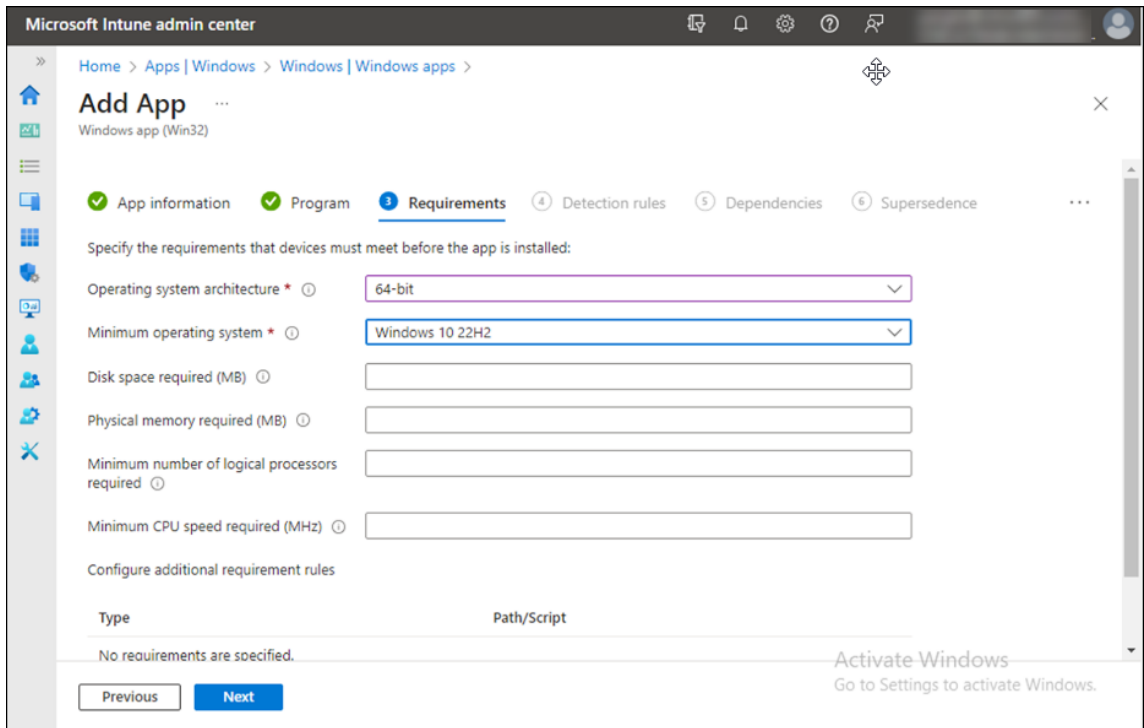 Microsoft Intune admin center
Home > Apps | Windows > Windows | Windows apps >
Add App ...
Windows app (Win32)
App information
Program
3 Requirements
4 Detection rules
5 Dependencies
6 Supersedence
...
Specify the requirements that devices must meet before the app is installed:
Operating system architecture *
64-bit
Minimum operating system *
Windows 10 22H2
Disk space required (MB)
Physical memory required (MB)
Minimum number of logical processors
required
Minimum CPU speed required (MHz)
Configure additional requirement rules
Type Path/Script
No requirements are specified.
Activate Windows
Go to Settings to activate Windows.
Previous Next